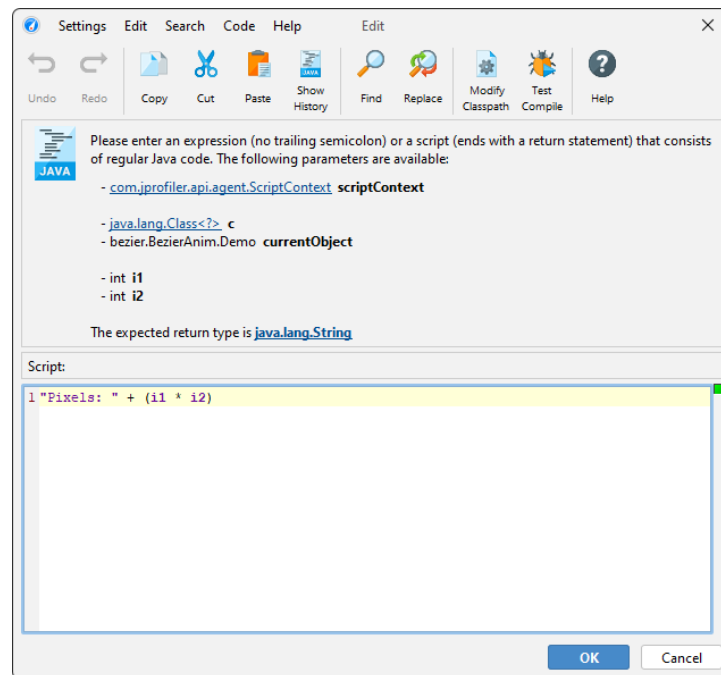 Settings Edit Search Code Help Edit
Undo Redo Copy Cut Paste Show History Find Replace Modify Classpath Test Compile Help
JAVA
JAVA
Please enter an expression (no trailing semicolon) or a script (ends with a return statement) that consists
of regular Java code. The following parameters are available:
- com.jprofiler.api.agent.ScriptContext scriptContext
- java.lang.Class<?> c
- bezier.BezierAnim.Demo currentObject
- int i1
- int i2
The expected return type is java.lang.String
Script:
1 "Pixels: " + (i1 * i2)
OK Cancel